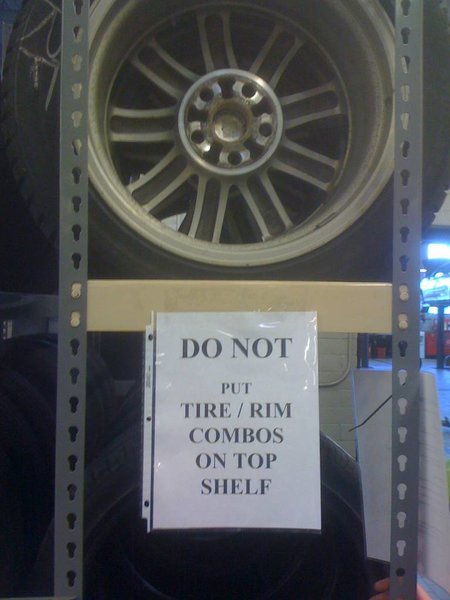 DO NOT
PUT
TIRE / RIM
COMBOS
ON TOP
SHELF